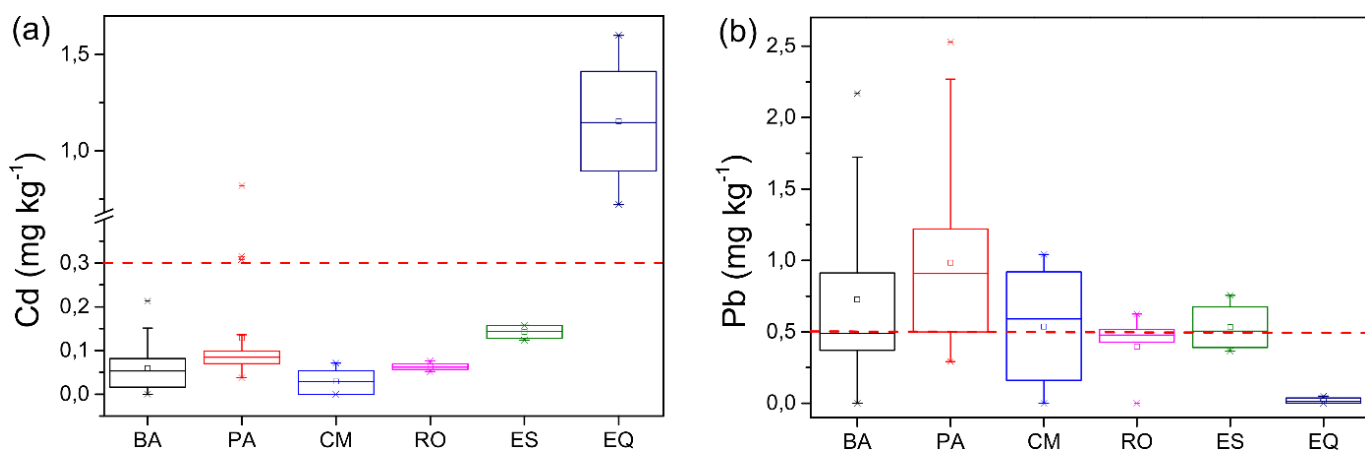 (a)
Cd (mg kg⁻¹)
1,5
1,0
0,3
0,2
0,1
0,0
BA PA CM RO ES EQ
(b)
Pb (mg kg⁻¹)
2,5
2,0
1,5
1,0
0,5
0,0
BA PA CM RO ES EQ